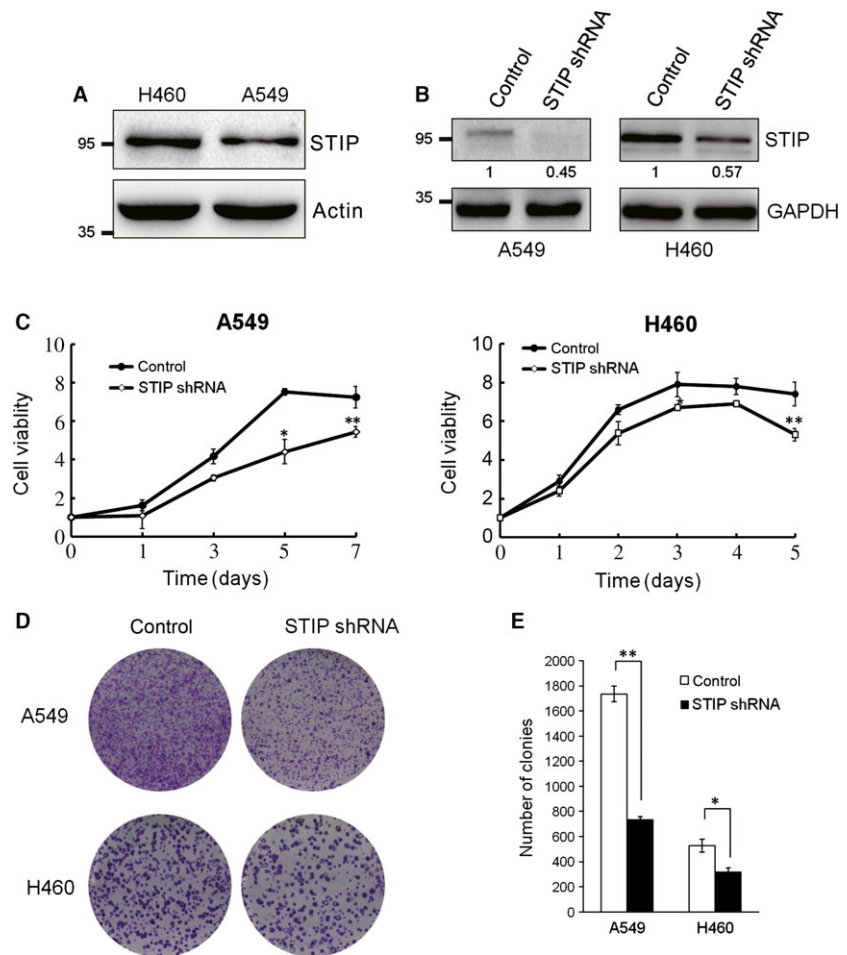 A
H460 A549
95
STIP
Actin
35
B
Control STIP shRNA Control STIP shRNA
95
STIP
1 0.45 1 0.57
35
GAPDH
A549 H460
C
A549
10
8
6
4
2
0
Cell viablity
Control
STIP shRNA
*
**
0 1 3 5 7
Time (days)
H460
10
8
6
4
2
0
Cell viablity
Control
STIP shRNA
*
**
0 1 2 3 4 5
Time (days)
D
Control STIP shRNA
A549
H460
E
2000
1800
1600
1400
1200
1000
800
600
400
200
0
Number of clonies
**
*
Control
STIP shRNA
A549 H460